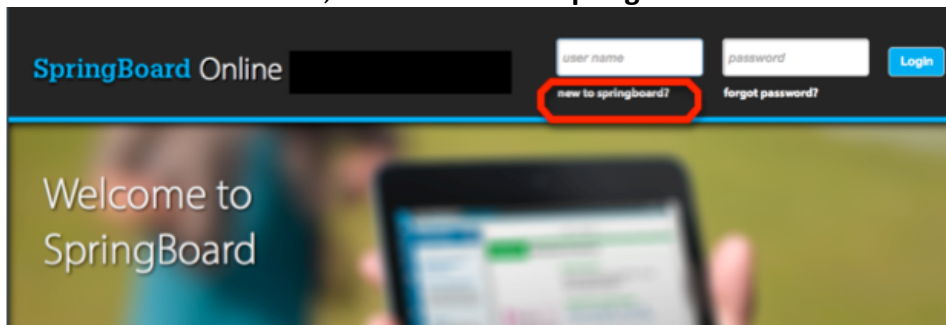 SpringBoard Online
user name
password
Login
new to springboard?
forgot password?
Welcome to
SpringBoard